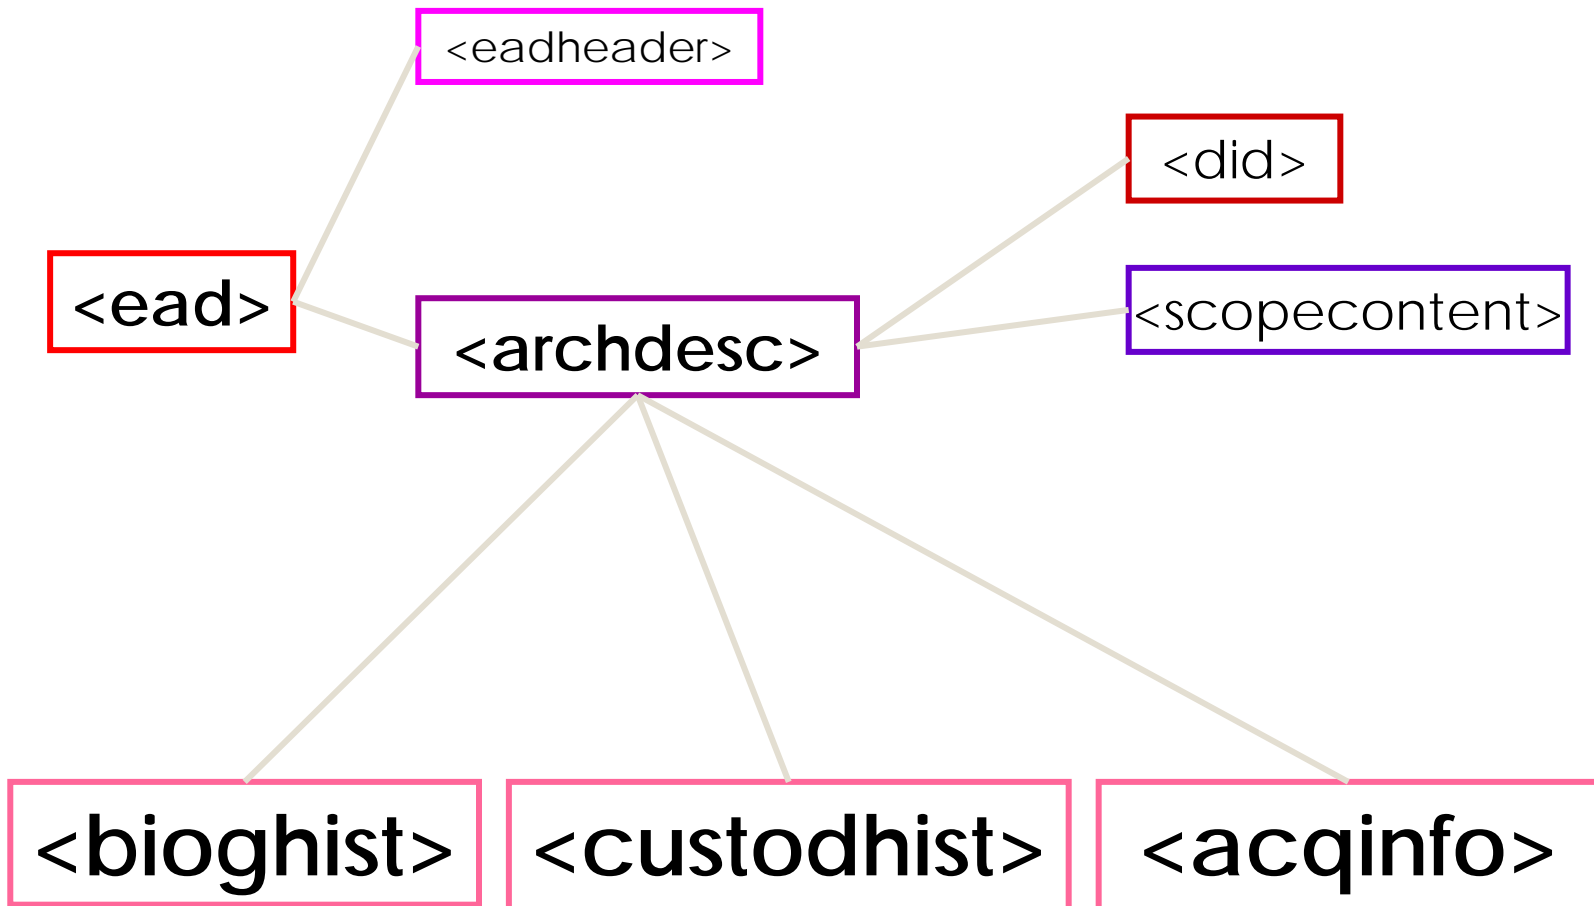 <eadheader>
<did>
<ead>
<scopecontent>
<archdesc>
<bioghist>
<custodhist>
<acqinfo>